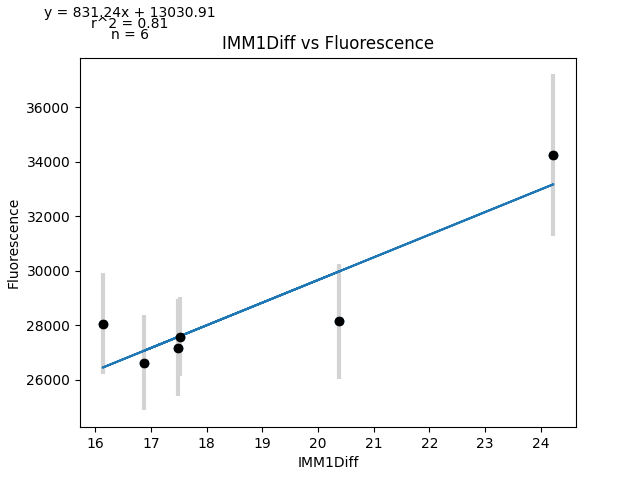 y = 831.24x + 13030.91
r^2 = 0.81
n = 6
IMM1Diff vs Fluorescence
36000
34000
32000
30000
28000
26000
Fluorescence
16 17 18 19 20 21 22 23 24
IMM1Diff